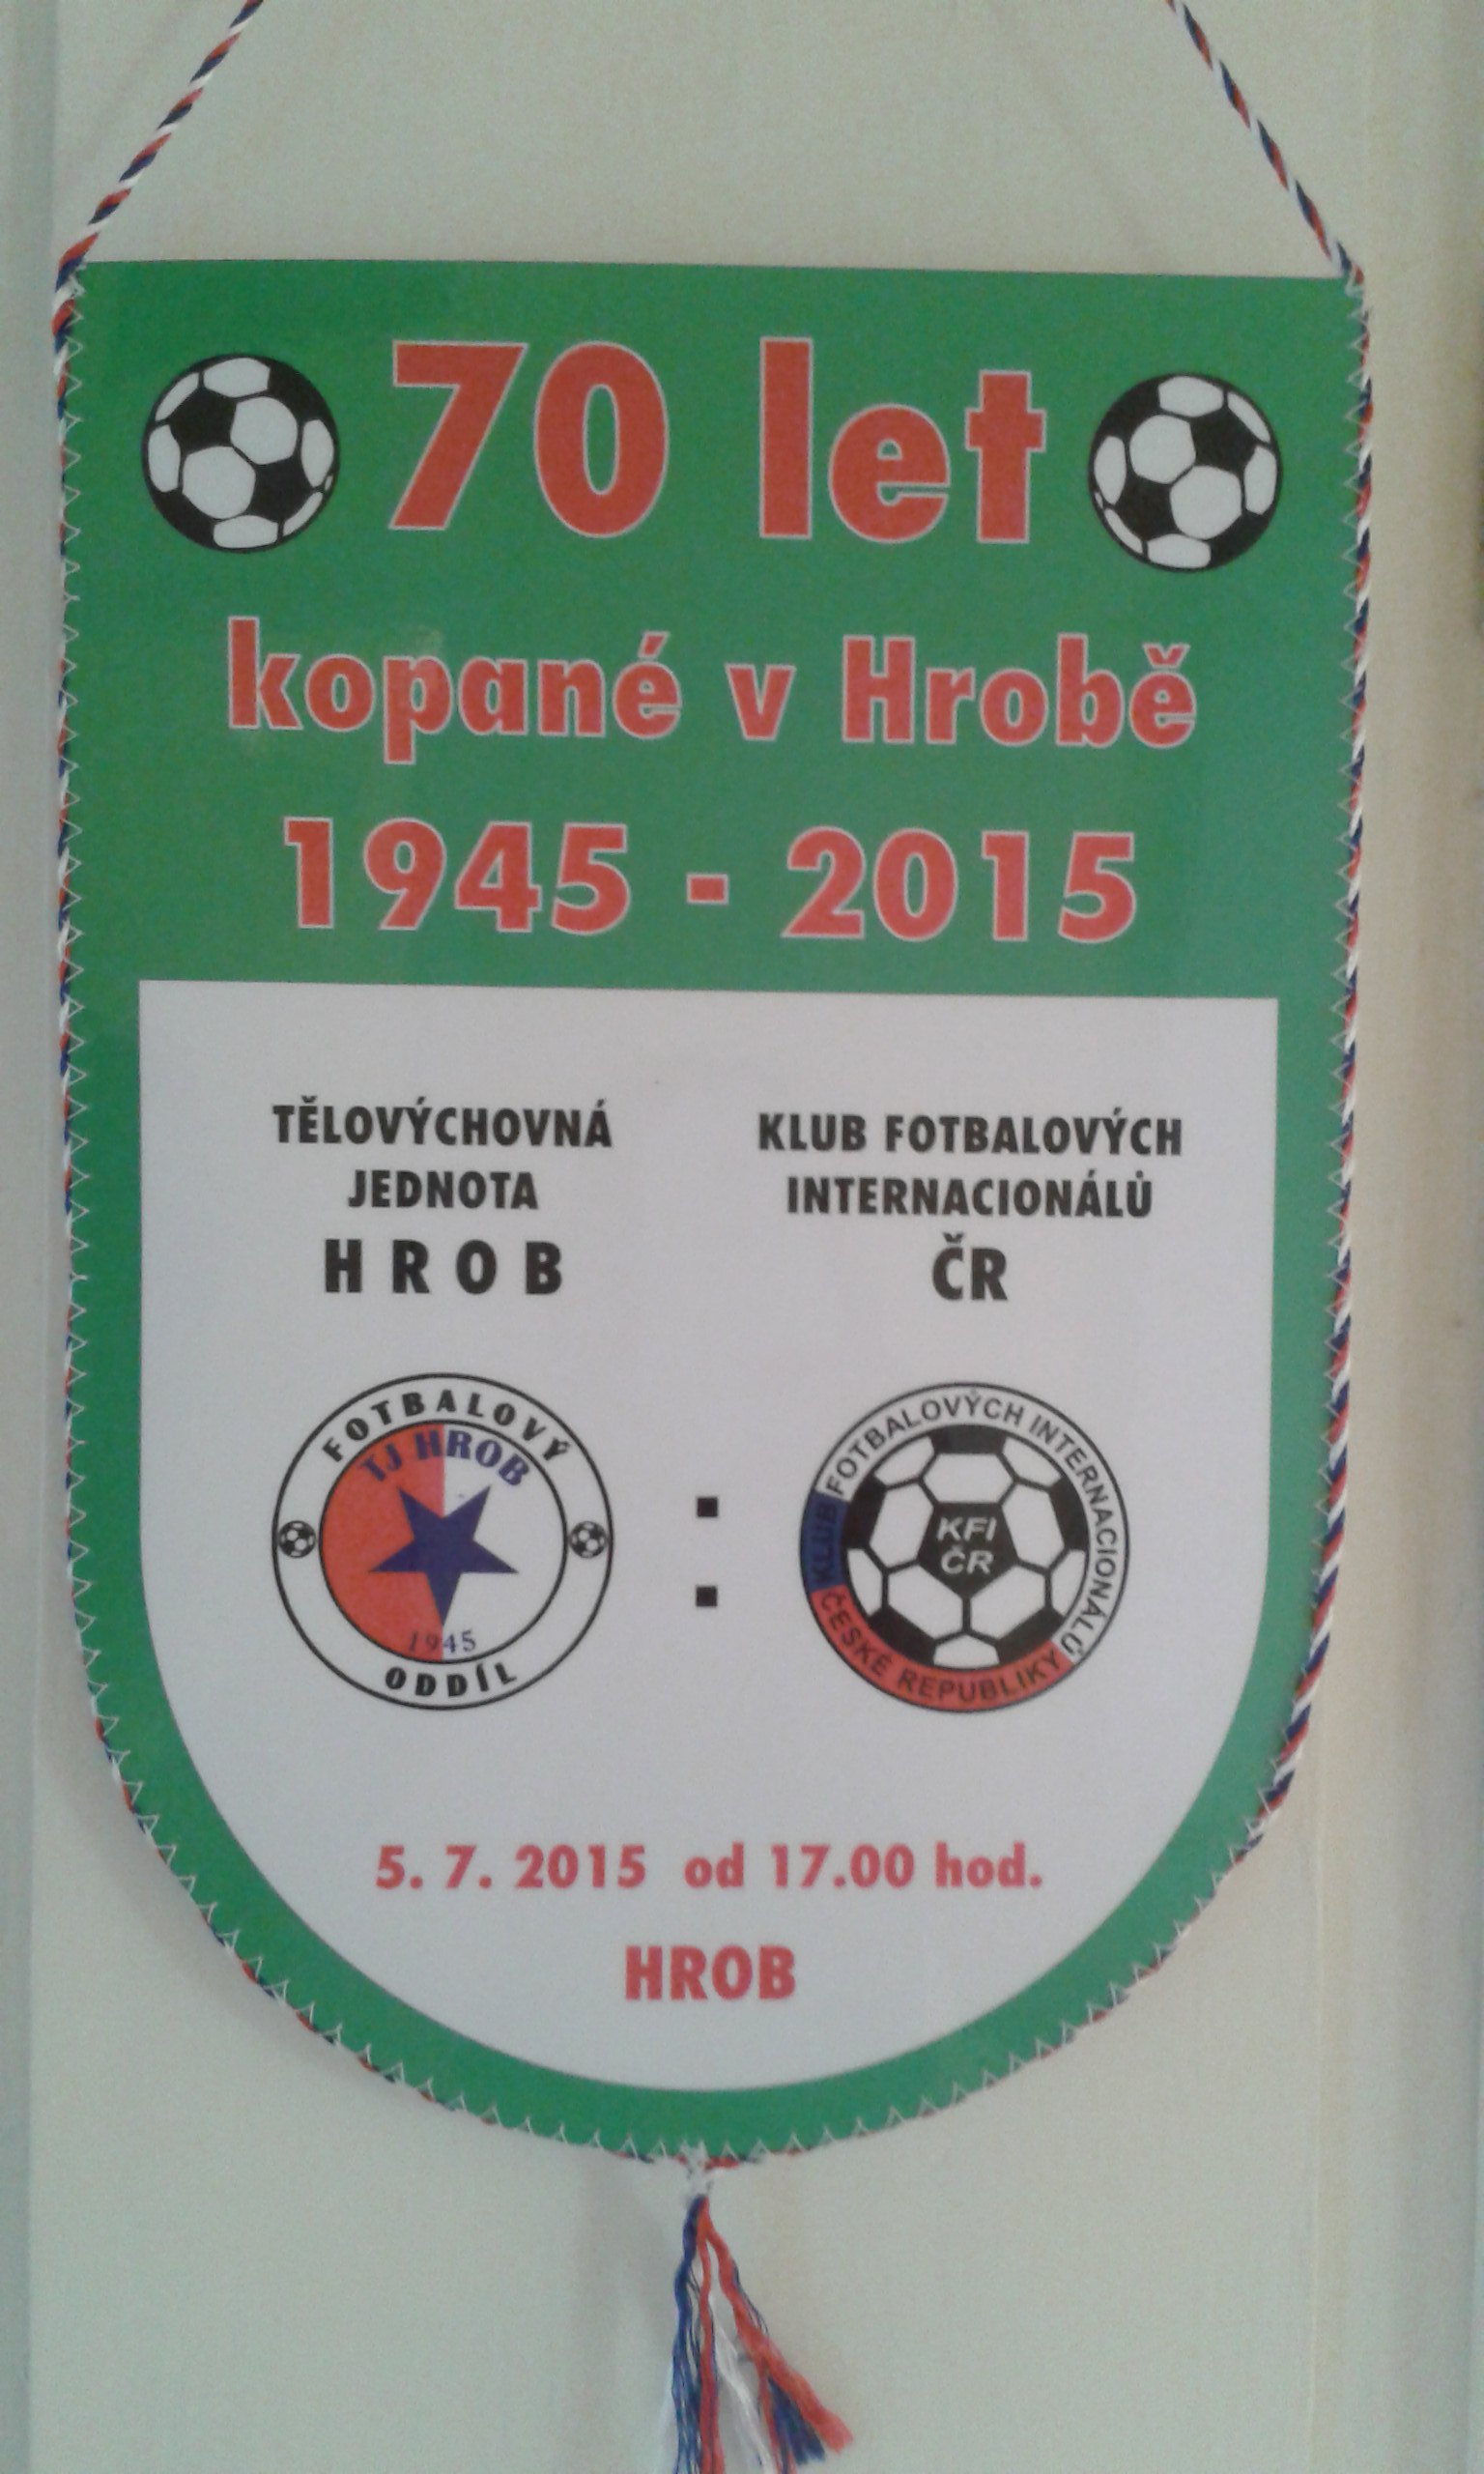 70 let
kopané v Hrobě
1945 - 2015
TĚLOVÝCHOVNÁ
JEDNOTA
HROB
KLUB FOTBALOVÝCH
INTERNACIONÁLŮ
ČR
FOTBALOVÝ
TJ HROB
1945
ODDÍL
:
KLUB FOTBALOVÝCH INTERNACIONÁLŮ
ČESKÉ REPUBLIKY
KFI
ČR
5. 7. 2015 od 17.00 hod.
HROB